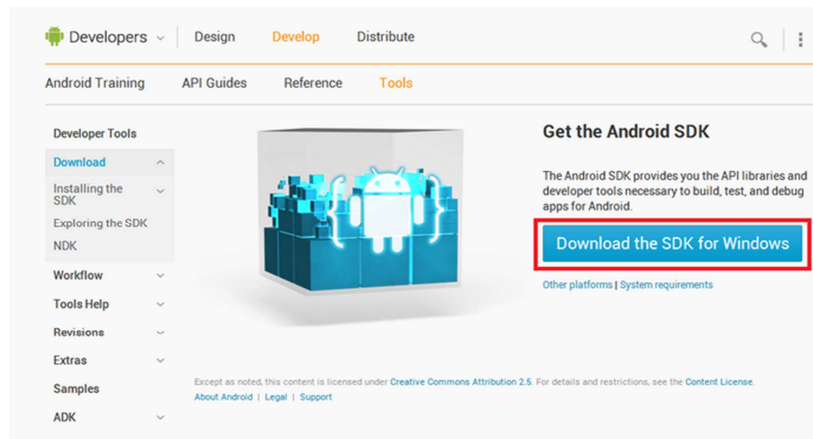 Developers Design Develop Distribute
Android Training API Guides Reference Tools
Developer Tools
Download
Installing the
SDK
Exploring the SDK
NDK
Workflow
Tools Help
Revisions
Extras
Samples
ADK
{ }
Get the Android SDK
The Android SDK provides you the API libraries and
developer tools necessary to build, test, and debug
apps for Android.
Download the SDK for Windows
Other platforms | System requirements
Except as noted, this content is licensed under Creative Commons Attribution 2.5. For details and restrictions, see the Content License.
About Android | Legal | Support